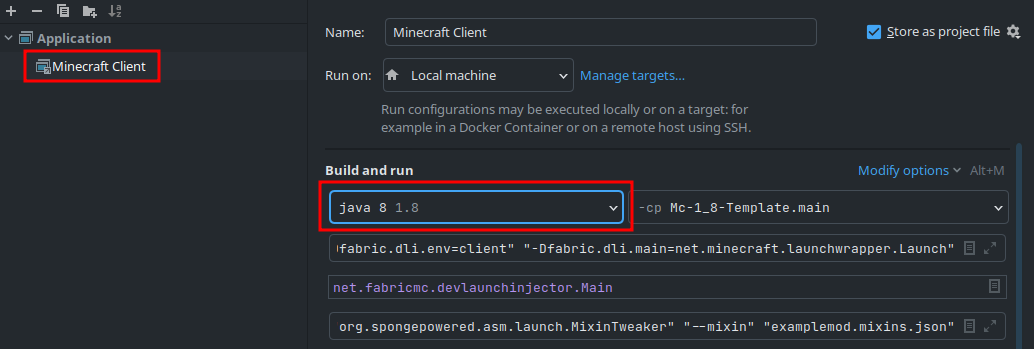 Application
Minecraft Client
Name: Minecraft Client Store as project file
Run on: Local machine Manage targets...
Run configurations may be executed locally or on a target: for
example in a Docker Container or on a remote host using SSH.
Build and run Modify options Alt+M
java 8 1.8 -cp Mc-1_8-Template.main
fabric.dli.env=client" "-Dfabric.dli.main=net.minecraft.launchwrapper.Launch"
net.fabricmc.devlaunchinjector.Main
org.spongepowered.asm.launch.MixinTweaker" "--mixin" "examplemod.mixins.json"